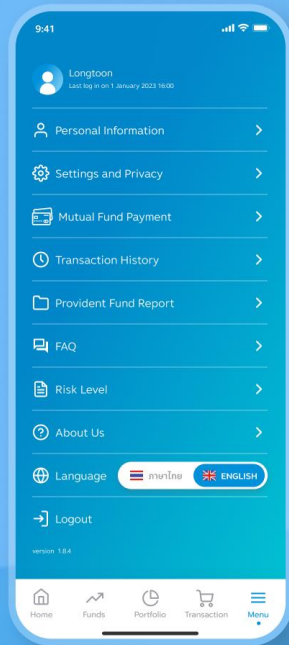 9:41
Longtoon
Last log in on 1 January 2023 16:00
Personal Information
Settings and Privacy
Mutual Fund Payment
Transaction History
Provident Fund Report
FAQ
Risk Level
About Us
Language ภาษาไทย ENGLISH
Logout
version 1.8.4
Home Funds Portfolio Transaction Menu